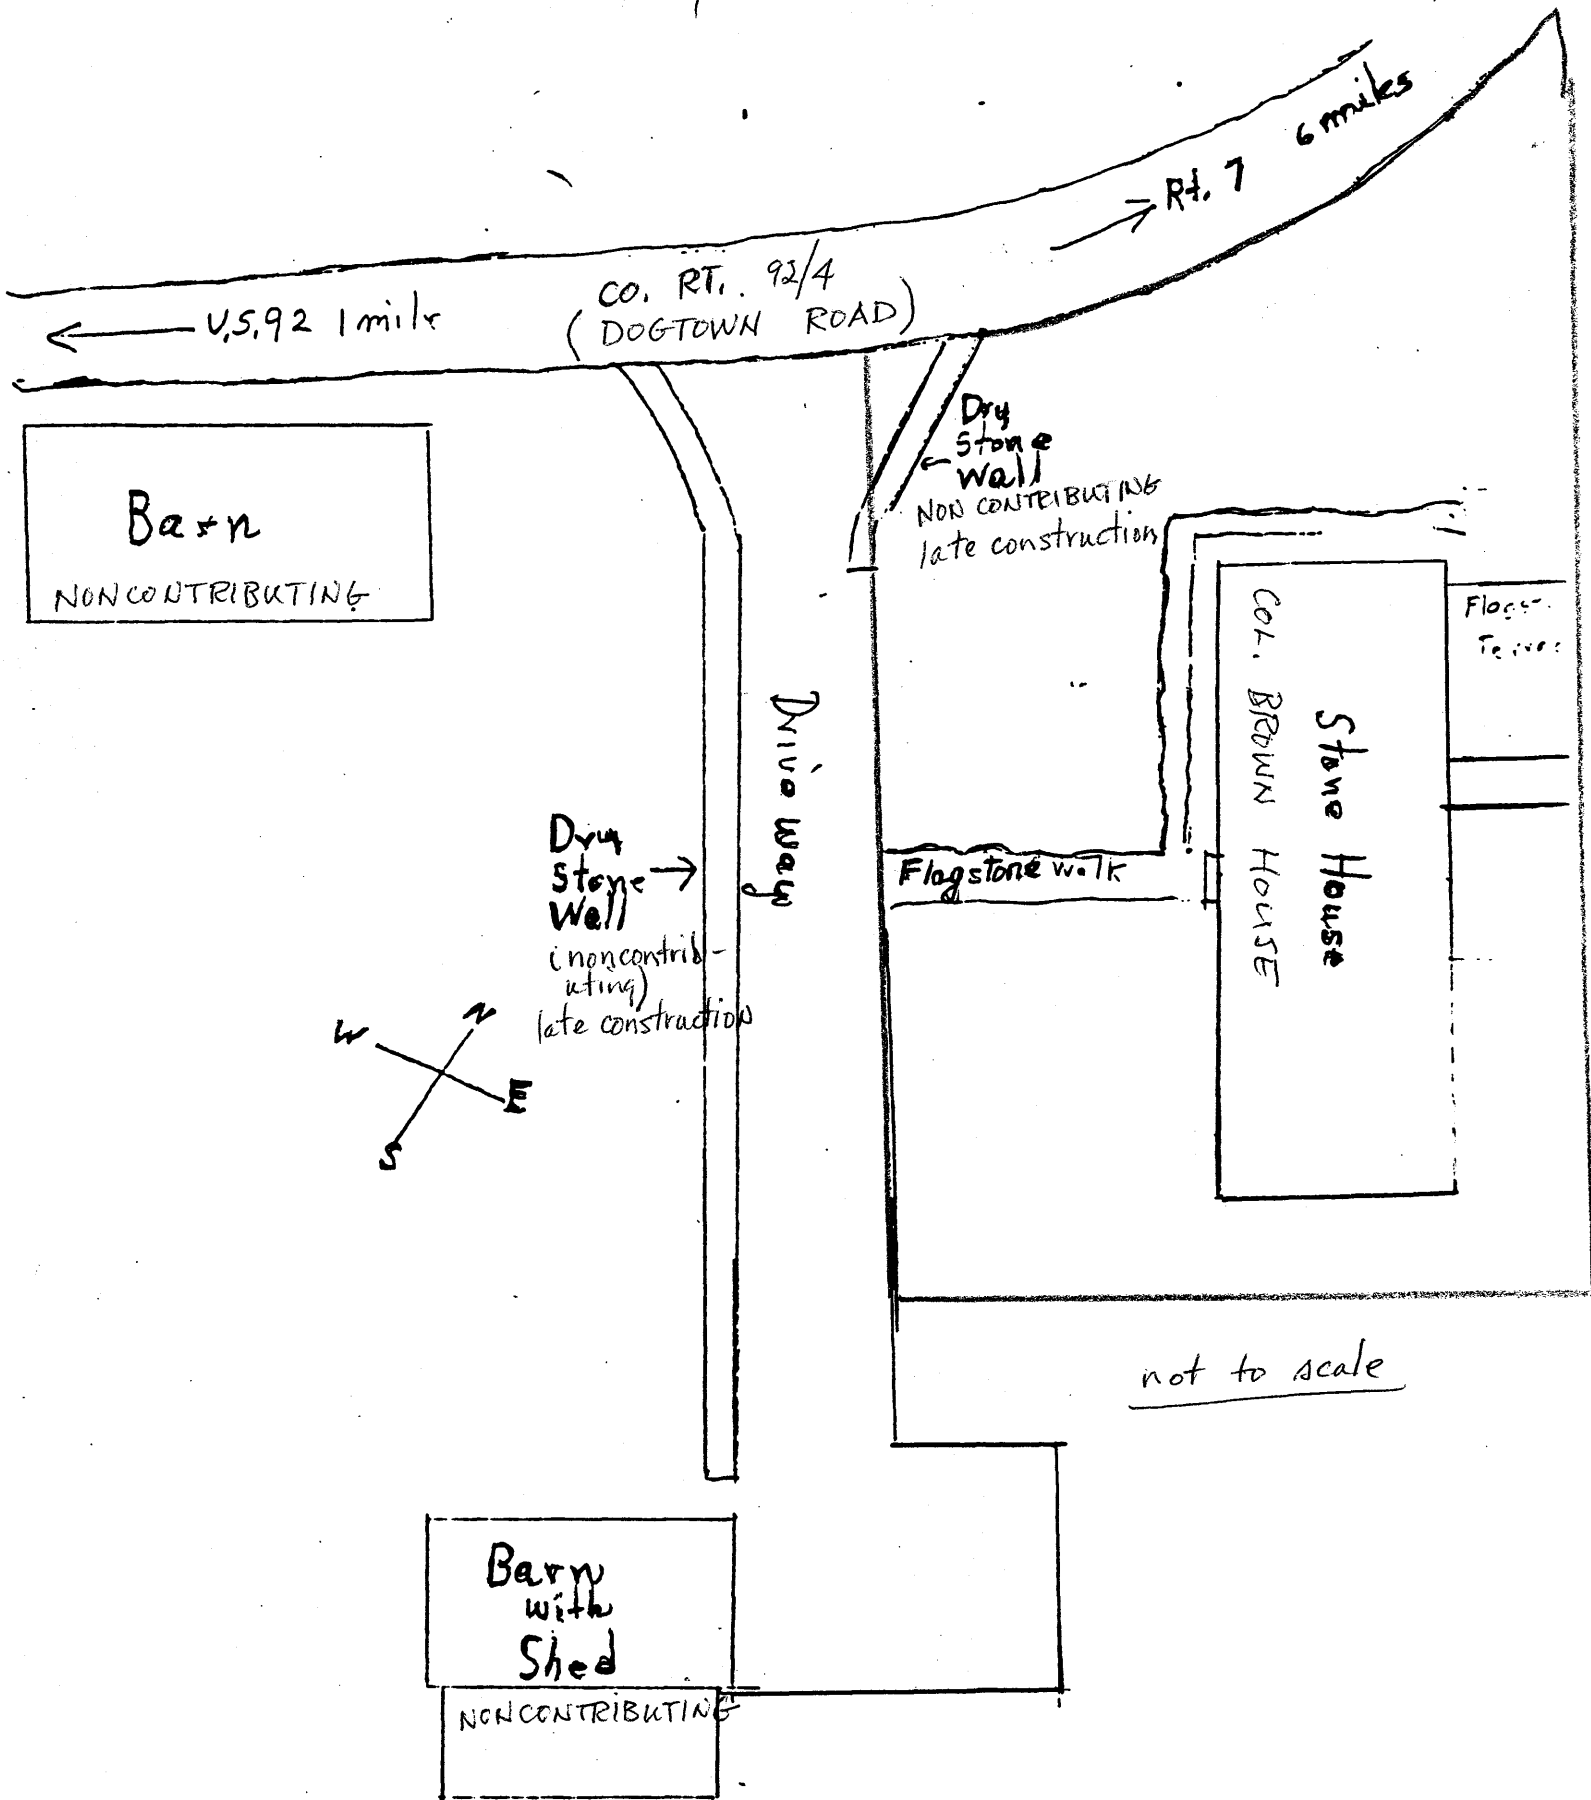 6 miles
Rt. 7
CO. RT. 92/4
(DOGTOWN ROAD)
U.S.92 1 mile
Dry
Stone
Wall
NON CONTRIBUTING
late construction
Barn
NONCONTRIBUTING
COL. BROWN HOUSE
Stone House
Drive way
Dry
Stone
Wall
(noncontrib-
uting)
late construction
Flagstone walk
N
W
E
S
not to scale
Barn
with
Shed
NONCONTRIBUTING